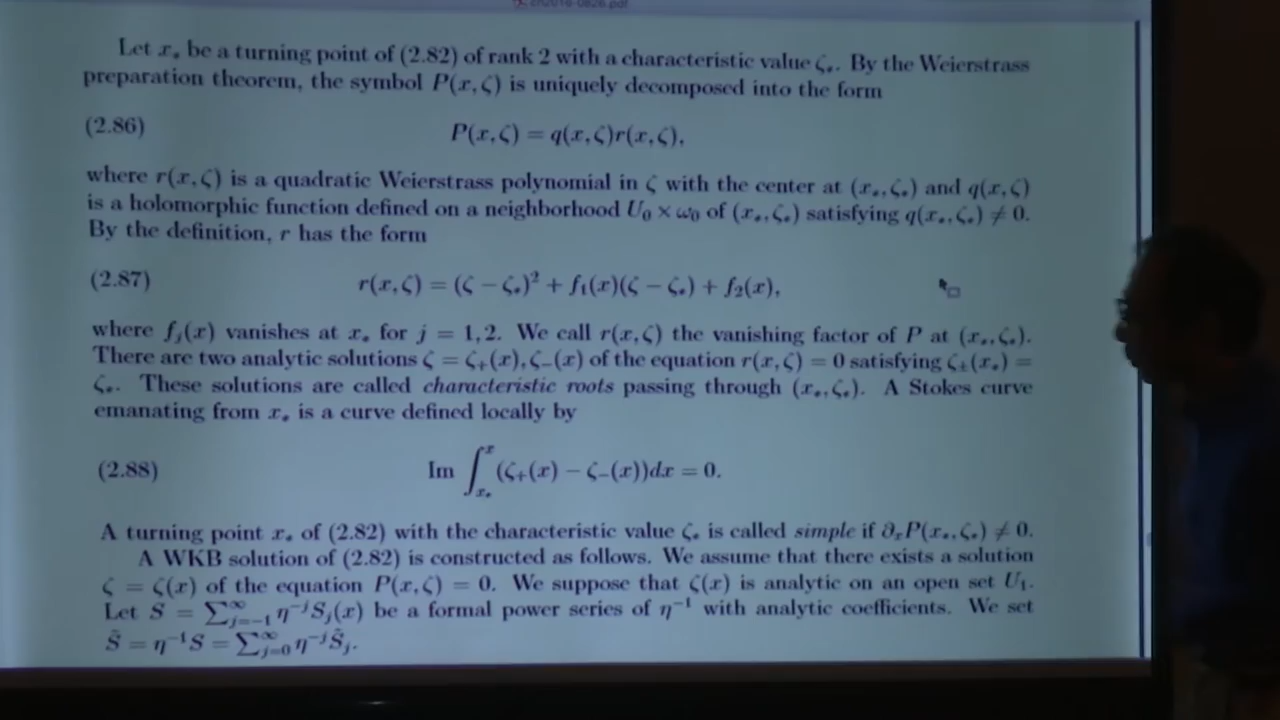 ch2016-0826.pdf
Let x* be a turning point of (2.82) of rank 2 with a characteristic value ζ*. By the Weierstrass
preparation theorem, the symbol P(x, ζ) is uniquely decomposed into the form
(2.86) P(x, ζ) = q(x, ζ)r(x, ζ),
where r(x, ζ) is a quadratic Weierstrass polynomial in ζ with the center at (x*, ζ*) and q(x, ζ)
is a holomorphic function defined on a neighborhood U₀ × ω₀ of (x*, ζ*) satisfying q(x*, ζ*) ≠ 0.
By the definition, r has the form
(2.87) r(x, ζ) = (ζ − ζ*)² + f₁(x)(ζ − ζ*) + f₂(x),
where fⱼ(x) vanishes at x* for j = 1, 2. We call r(x, ζ) the vanishing factor of P at (x*, ζ*).
There are two analytic solutions ζ = ζ₊(x), ζ₋(x) of the equation r(x, ζ) = 0 satisfying ζ±(x*) =
ζ*. These solutions are called characteristic roots passing through (x*, ζ*). A Stokes curve
emanating from x* is a curve defined locally by
(2.88) Im ∫_{x*}^{x} (ζ₊(x) − ζ₋(x))dx = 0.
A turning point x* of (2.82) with the characteristic value ζ* is called simple if ∂ₓP(x*, ζ*) ≠ 0.
A WKB solution of (2.82) is constructed as follows. We assume that there exists a solution
ζ = ζ(x) of the equation P(x, ζ) = 0. We suppose that ζ(x) is analytic on an open set U₁.
Let S = ∑_{j=−1}^{∞} η^{−j}Sⱼ(x) be a formal power series of η^{−1} with analytic coefficients. We set
S̃ = η^{−1}S = ∑_{j=0}^{∞} η^{−j}S̃ⱼ.